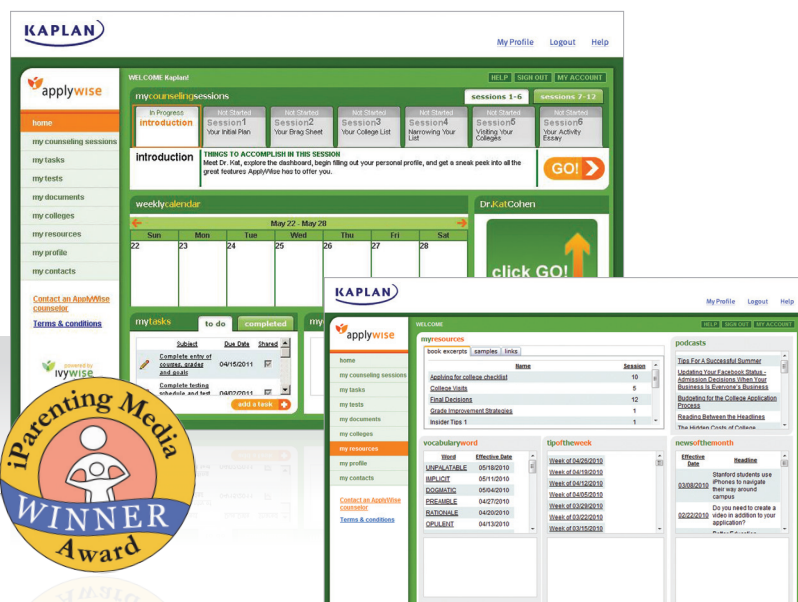 KAPLAN
My Profile Logout Help
applywise
WELCOME Kaplan!
HELP SIGN OUT MY ACCOUNT
mycounselingsessions
sessions 1-6 sessions 7-12
In Progress Not Started Not Started Not Started Not Started Not Started Not Started
introduction Session1 Session2 Session3 Session4 Session5 Session6
Your Initial Plan Your Brag Sheet Your College List Narrowing Your List Visiting Your Colleges Your Activity Essay
introduction
THINGS TO ACCOMPLISH IN THIS SESSION
Meet Dr. Kat, explore the dashboard, begin filling out your personal profile, and get a sneak peek into all the
great features ApplyWise has to offer you.
GO!
home
my counseling sessions
my tasks
my tests
my documents
my colleges
my resources
my profile
my contacts
Contact an ApplyWise
counselor
Terms & conditions
powered by
ivywise
weeklycalendar
May 22 - May 28
Sun Mon Tue Wed Thu Fri Sat
22 23 24 25 26 27 28
Dr.KatCohen
click GO!
mytasks
to do completed
my
Subject Due Date Shared
Complete entry of
courses, grades
and goals
04/15/2011
Complete testing
schedule and test
04/02/2011
add a task
iParenting Media
WINNER
Award
KAPLAN
My Profile Logout Help
applywise
WELCOME
HELP SIGN OUT MY ACCOUNT
home
my counseling sessions
my tasks
my tests
my documents
my colleges
my resources
my profile
my contacts
Contact an ApplyWise
counselor
Terms & conditions
myresources
book excerpts samples links
Name Session
Applying for college checklist 10
College Visits 5
Final Decisions 12
Grade Improvement Strategies 1
Insider Tips 1 1
podcasts
Tips For A Successful Summer
Updating Your Facebook Status -
Admission Decisions When Your
Business Is Everyone's Business
Budgeting for the College Application
Process
Reading Between the Headlines
The Hidden Costs of College
vocabularyword
Word Effective Date
UNPALATABLE 05/18/2010
IMPLICIT 05/11/2010
DOGMATIC 05/04/2010
PREAMBLE 04/27/2010
RATIONALE 04/20/2010
OPULENT 04/13/2010
tipoftheweek
Week of 04/26/2010
Week of 04/19/2010
Week of 04/12/2010
Week of 04/05/2010
Week of 03/29/2010
Week of 03/22/2010
Week of 03/15/2010
newsofthemonth
Effective
Date
Headline
03/08/2010
Stanford students use
iPhones to navigate
their way around
campus
02/22/2010
Do you need to create a
video in addition to your
application?